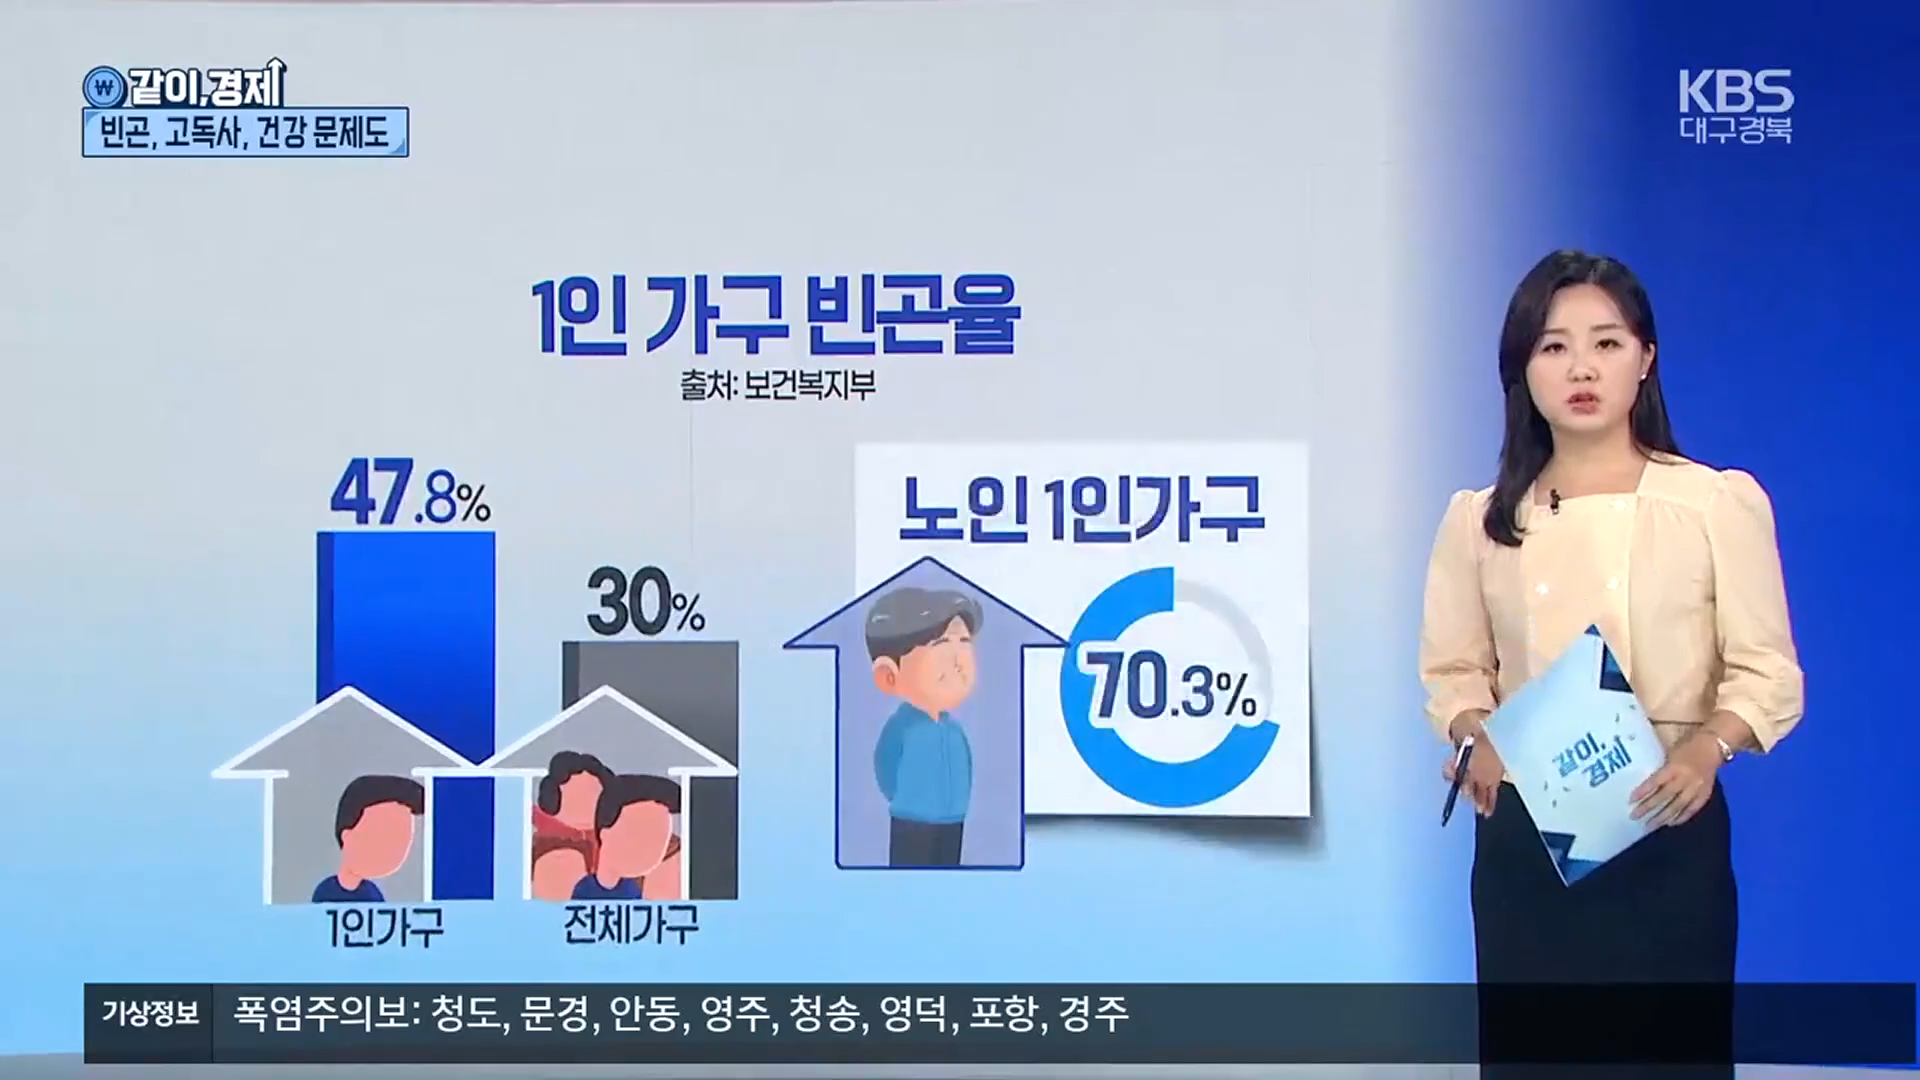 ₩ 같이, 경제
빈곤, 고독사, 건강 문제도
KBS
대구경북
1인 가구 빈곤율
출처: 보건복지부
47.8%
30%
1인가구
전체가구
노인 1인가구
70.3%
같이,
경제
기상정보
폭염주의보: 청도, 문경, 안동, 영주, 청송, 영덕, 포항, 경주